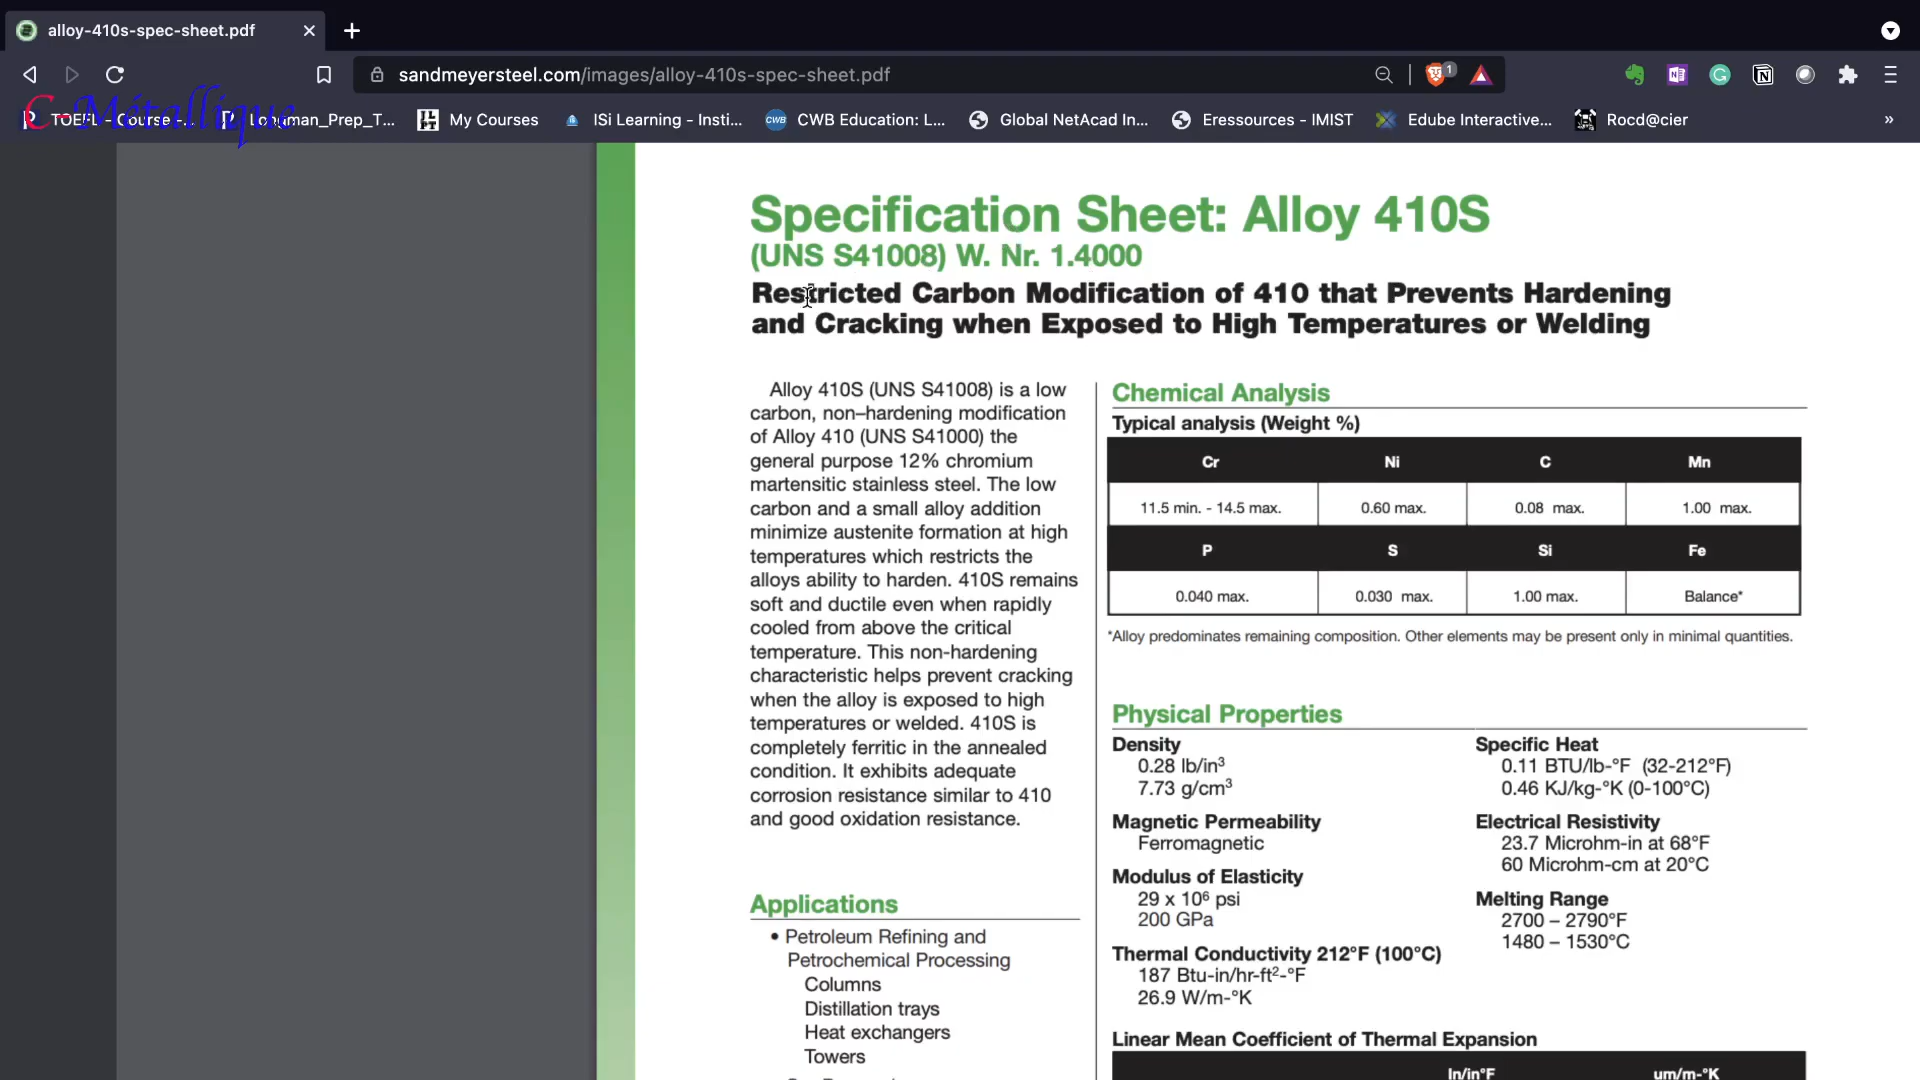 alloy-410s-spec-sheet.pdf
sandmeyersteel.com/images/alloy-410s-spec-sheet.pdf
1
C-Métallique
TOEFL - Course -...
Longman_Prep_T...
My Courses
ISi Learning - Insti...
CWB
CWB Education: L...
Global NetAcad In...
Eressources - IMIST
Edube Interactive...
Rocd@cier
»
Specification Sheet: Alloy 410S
(UNS S41008) W. Nr. 1.4000
Restricted Carbon Modification of 410 that Prevents Hardening
and Cracking when Exposed to High Temperatures or Welding
Alloy 410S (UNS S41008) is a low
carbon, non–hardening modification
of Alloy 410 (UNS S41000) the
general purpose 12% chromium
martensitic stainless steel. The low
carbon and a small alloy addition
minimize austenite formation at high
temperatures which restricts the
alloys ability to harden. 410S remains
soft and ductile even when rapidly
cooled from above the critical
temperature. This non-hardening
characteristic helps prevent cracking
when the alloy is exposed to high
temperatures or welded. 410S is
completely ferritic in the annealed
condition. It exhibits adequate
corrosion resistance similar to 410
and good oxidation resistance.
Applications
• Petroleum Refining and
Petrochemical Processing
Columns
Distillation trays
Heat exchangers
Towers
Chemical Analysis
Typical analysis (Weight %)
Cr Ni C Mn
11.5 min. - 14.5 max. 0.60 max. 0.08 max. 1.00 max.
P S Si Fe
0.040 max. 0.030 max. 1.00 max. Balance*
*Alloy predominates remaining composition. Other elements may be present only in minimal quantities.
Physical Properties
Density
0.28 lb/in³
7.73 g/cm³
Magnetic Permeability
Ferromagnetic
Modulus of Elasticity
29 x 10⁶ psi
200 GPa
Thermal Conductivity 212°F (100°C)
187 Btu-in/hr-ft²-°F
26.9 W/m-°K
Specific Heat
0.11 BTU/lb-°F (32-212°F)
0.46 KJ/kg-°K (0-100°C)
Electrical Resistivity
23.7 Microhm-in at 68°F
60 Microhm-cm at 20°C
Melting Range
2700 – 2790°F
1480 – 1530°C
Linear Mean Coefficient of Thermal Expansion
In/in°F um/m-°K